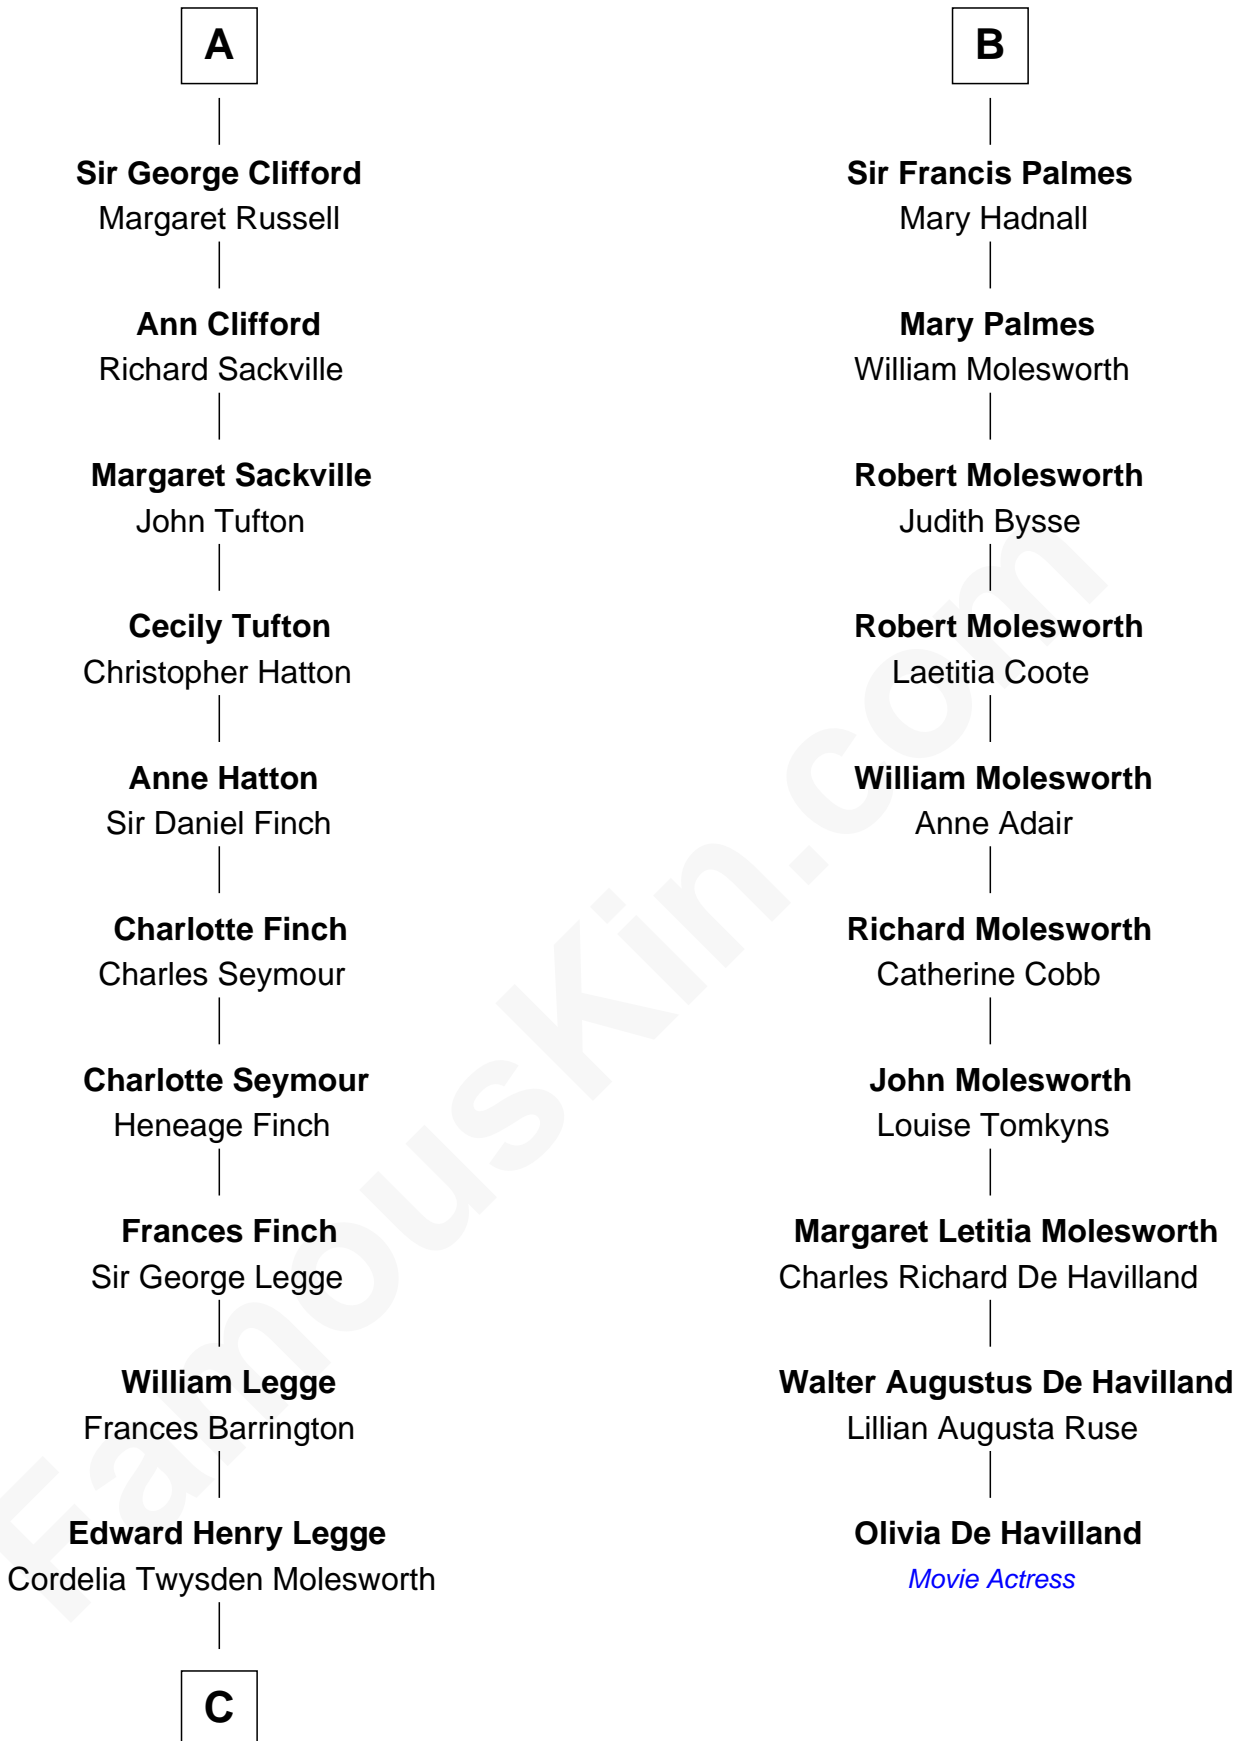 A
Sir George Clifford
Margaret Russell
Ann Clifford
Richard Sackville
Margaret Sackville
John Tufton
Cecily Tufton
Christopher Hatton
Anne Hatton
Sir Daniel Finch
Charlotte Finch
Charles Seymour
Charlotte Seymour
Heneage Finch
Frances Finch
Sir George Legge
William Legge
Frances Barrington
Edward Henry Legge
Cordelia Twysden Molesworth
C
B
Sir Francis Palmes
Mary Hadnall
Mary Palmes
William Molesworth
Robert Molesworth
Judith Bysse
Robert Molesworth
Laetitia Coote
William Molesworth
Anne Adair
Richard Molesworth
Catherine Cobb
John Molesworth
Louise Tomkyns
Margaret Letitia Molesworth
Charles Richard De Havilland
Walter Augustus De Havilland
Lillian Augusta Ruse
Olivia De Havilland
Movie Actress
FamousKin.com